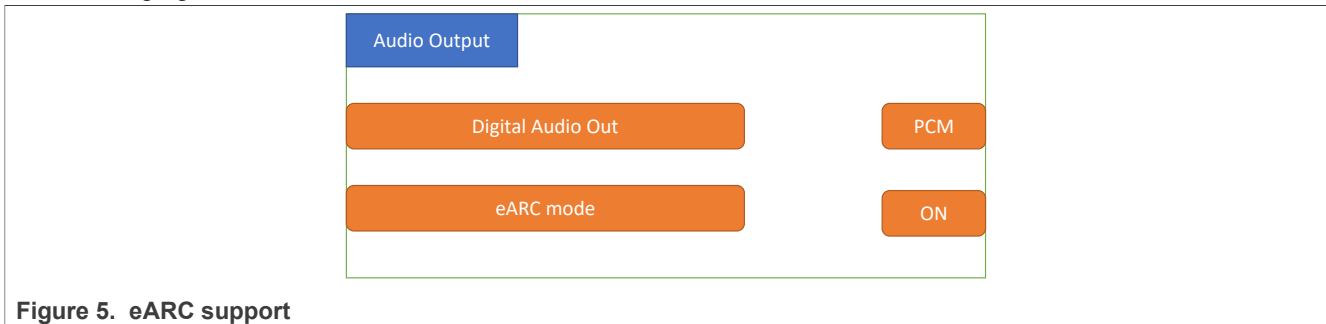 Audio Output
Digital Audio Out PCM
eARC mode ON
Figure 5. eARC support